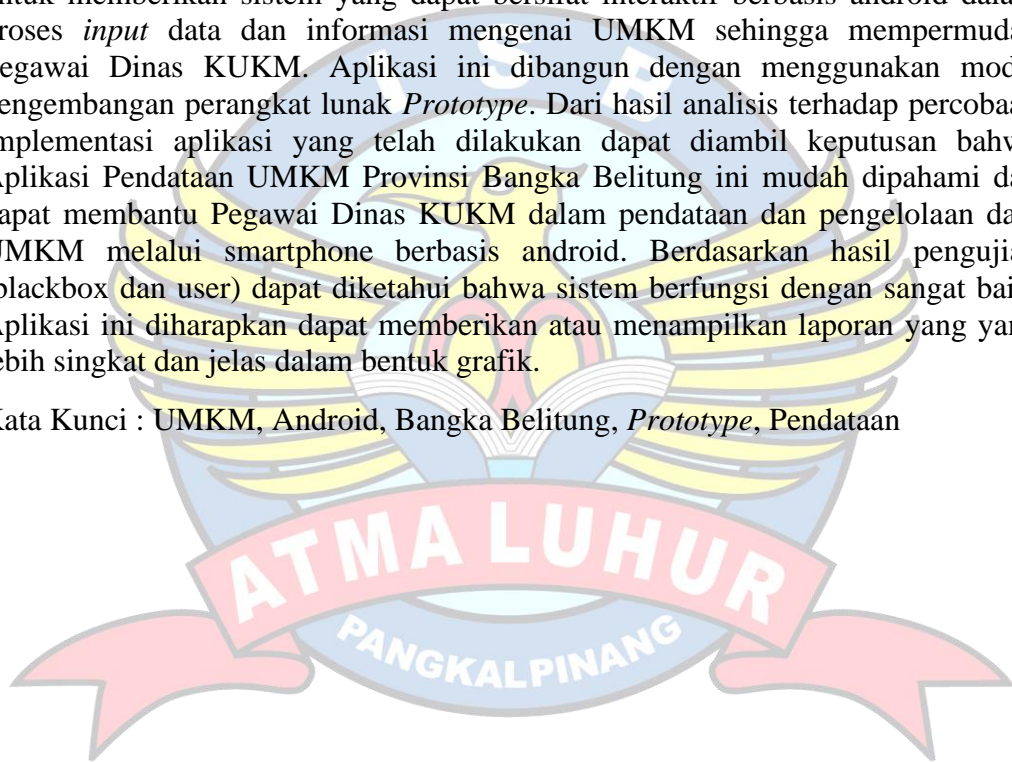 untuk memberikan sistem yang dapat bersifat interaktif berbasis android dala
roses input data dan informasi mengenai UMKM sehingga mempermuda
egawai Dinas KUKM. Aplikasi ini dibangun dengan menggunakan mod
engembangan perangkat lunak Prototype. Dari hasil analisis terhadap percobaa
mplementasi aplikasi yang telah dilakukan dapat diambil keputusan bahw
Aplikasi Pendataan UMKM Provinsi Bangka Belitung ini mudah dipahami da
apat membantu Pegawai Dinas KUKM dalam pendataan dan pengelolaan da
UMKM melalui smartphone berbasis android. Berdasarkan hasil pengujia
blackbox dan user) dapat diketahui bahwa sistem berfungsi dengan sangat bai
Aplikasi ini diharapkan dapat memberikan atau menampilkan laporan yang yan
ebih singkat dan jelas dalam bentuk grafik.
Kata Kunci : UMKM, Android, Bangka Belitung, Prototype, Pendataan
I S B
ATMA LUHUR
PANGKALPINANG